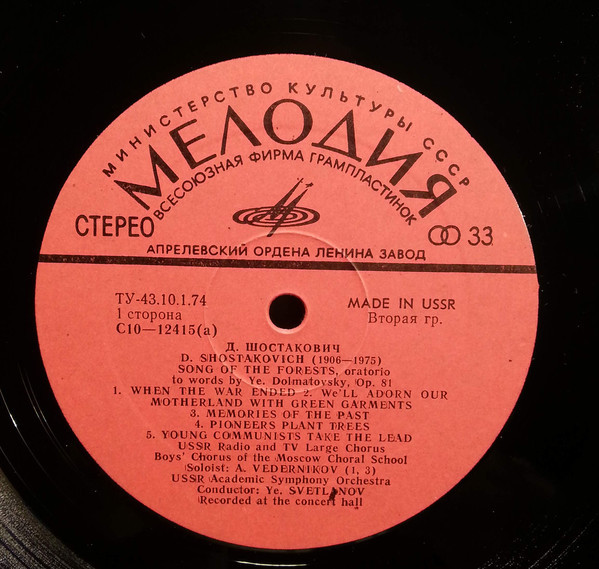 МИНИСТЕРСТВО КУЛЬТУРЫ СССР
МЕЛОДИЯ
ВСЕСОЮЗНАЯ ФИРМА ГРАМПЛАСТИНОК
СТЕРЕО
33
АПРЕЛЕВСКИЙ ОРДЕНА ЛЕНИНА ЗАВОД
ТУ-43.10.1.74
MADE IN USSR
1 сторона
Вторая гр.
С10—12415(а)
Д. ШОСТАКОВИЧ
D. SHOSTAKOVICH (1906—1975)
SONG OF THE FORESTS, oratorio
to words by Ye. Dolmatovsky, Op. 81
1. WHEN THE WAR ENDED 2. We'LL ADORN OUR
MOTHERLAND WITH GREEN GARMENTS
3. MEMORIES OF THE PAST
4. PIONEERS PLANT TREES
5. YOUNG COMMUNISTS TAKE THE LEAD
USSR Radio and TV Large Chorus
Boys' Chorus of the Moscow Choral School
Soloist: A. VEDERNIKOV (1, 3)
USSR Academic Symphony Orchestra
Conductor: Ye. SVETLANOV
Recorded at the concert hall